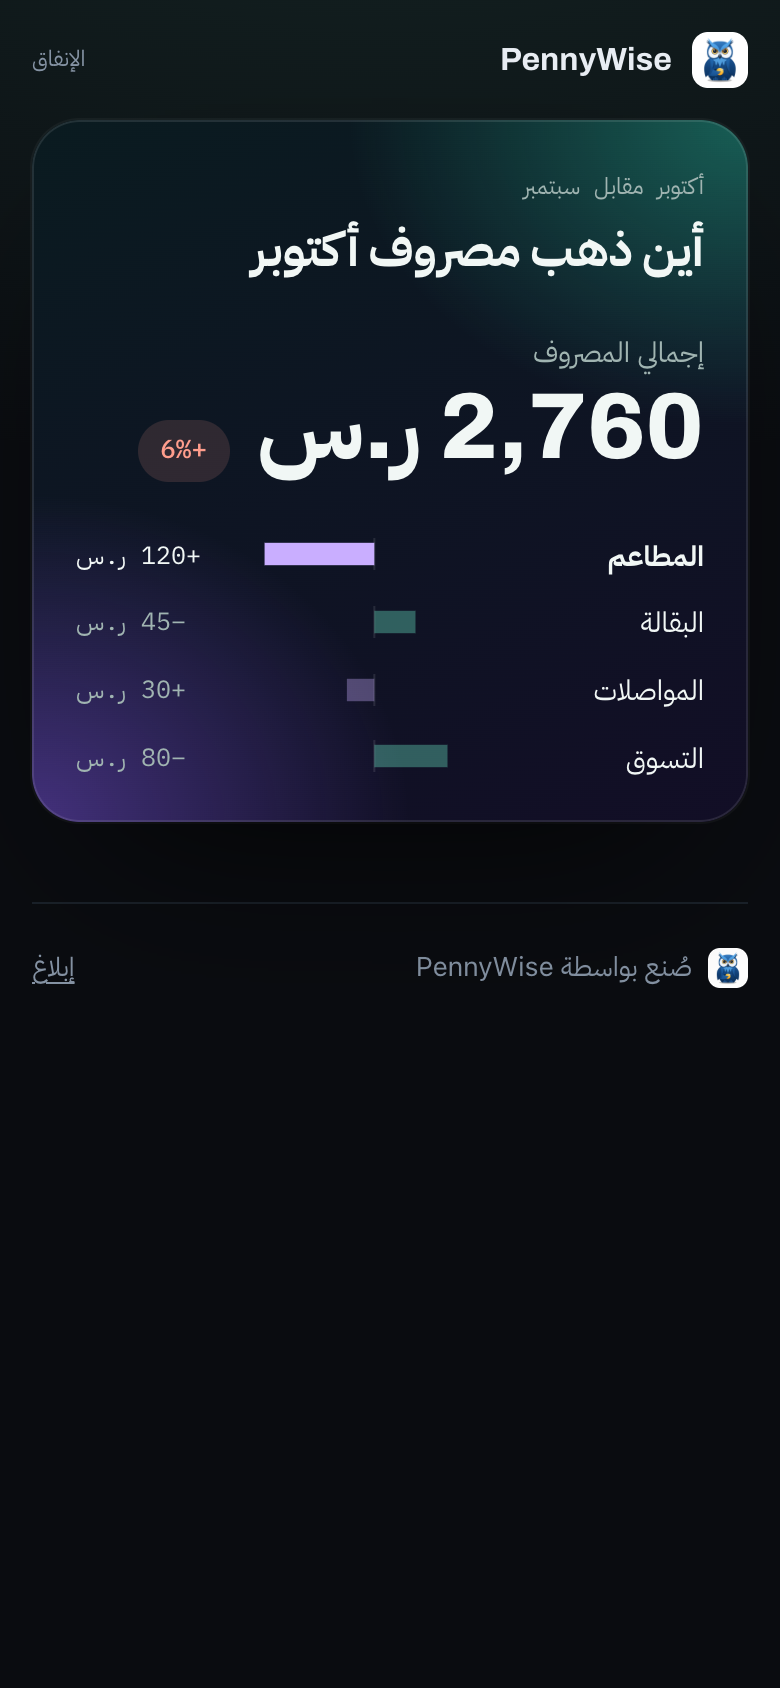 PennyWise
الإنفاق
أكتوبر مقابل سبتمبر
أين ذهب مصروف أكتوبر
إجمالي المصروف
2,760 ر.س
+6%
المطاعم +120 ر.س
البقالة −45 ر.س
المواصلات +30 ر.س
التسوق −80 ر.س
صُنع بواسطة PennyWise
إبلاغ